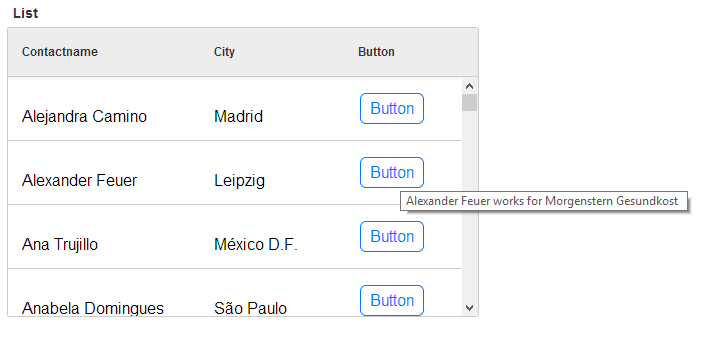 List
Contactname City Button
Alejandra Camino Madrid Button
Alexander Feuer Leipzig Button
Alexander Feuer works for Morgenstern Gesundkost
Ana Trujillo México D.F. Button
Anabela Domingues São Paulo Button